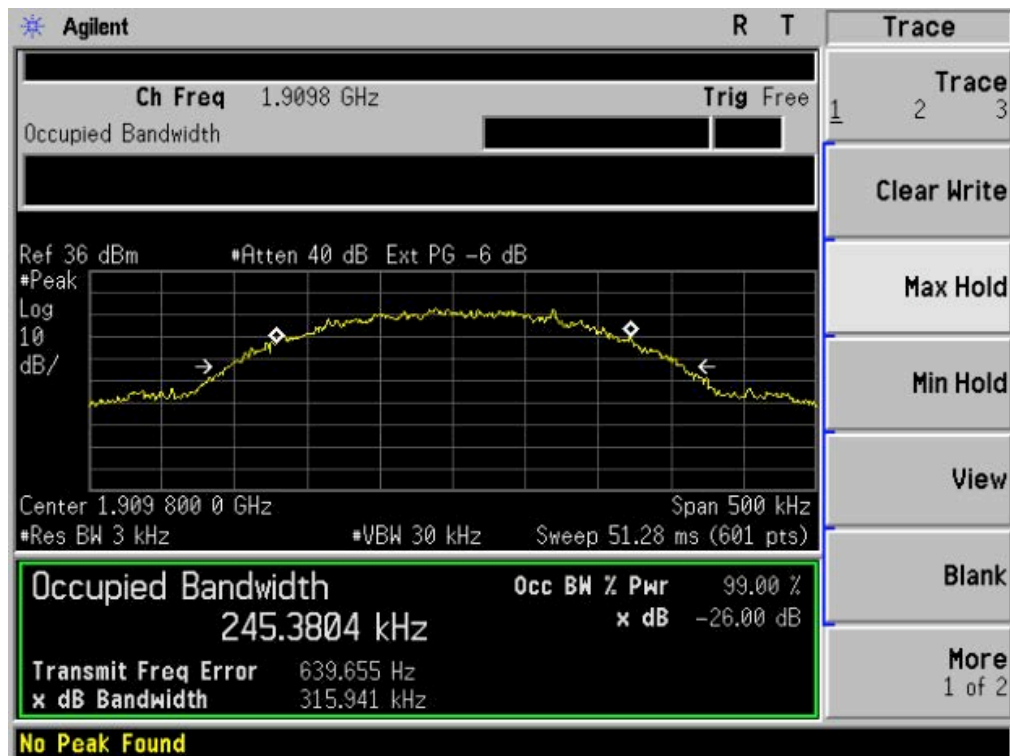 Agilent R T Trace
Ch Freq 1.9098 GHz Trig Free
Occupied Bandwidth
Trace
1 2 3
Clear Write
Max Hold
Min Hold
View
Blank
More
1 of 2
Ref 36 dBm #Atten 40 dB Ext PG -6 dB
#Peak
Log
10
dB/
Center 1.909 800 0 GHz Span 500 kHz
#Res BW 3 kHz #VBW 30 kHz Sweep 51.28 ms (601 pts)
Occupied Bandwidth Occ BW % Pwr 99.00 %
245.3804 kHz x dB -26.00 dB
Transmit Freq Error 639.655 Hz
x dB Bandwidth 315.941 kHz
No Peak Found